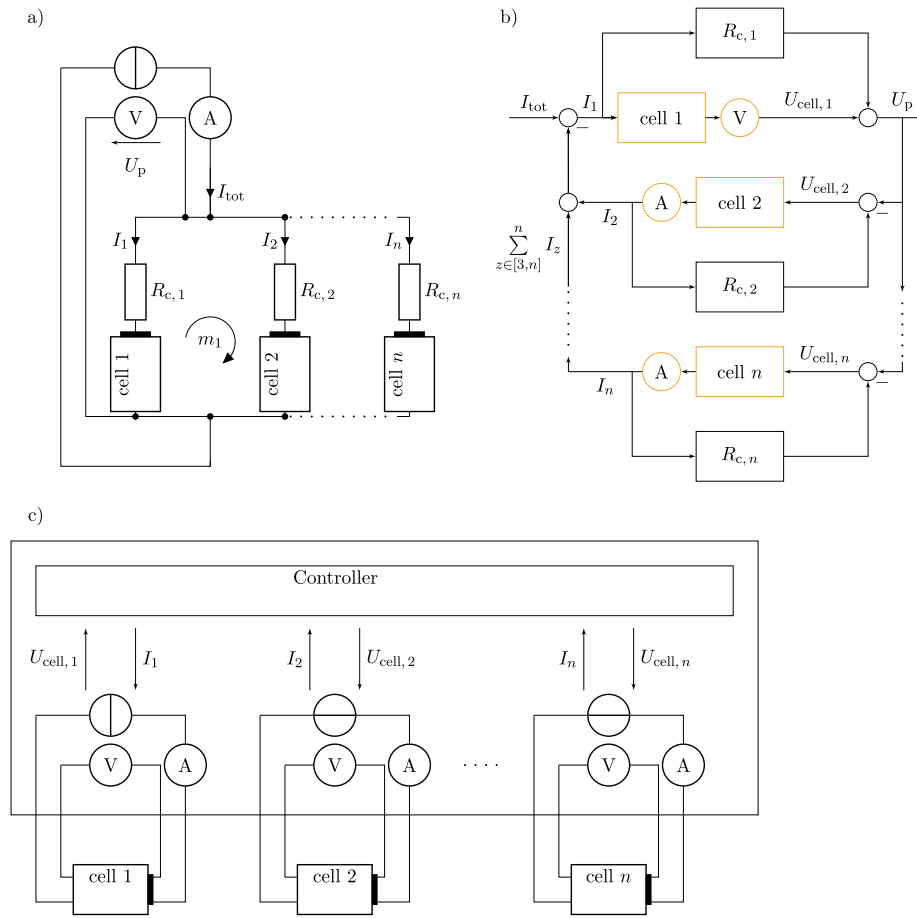 a)
V
A
U_p
I_tot
I_1
I_2
I_n
R_c, 1
R_c, 2
R_c, n
m_1
cell 1
cell 2
cell n
b)
R_c, 1
I_tot
I_1
cell 1
V
U_cell, 1
U_p
−
I_2
A
cell 2
U_cell, 2
−
n
∑ I_z
z∈[3,n]
R_c, 2
I_n
A
cell n
U_cell, n
−
R_c, n
c)
Controller
U_cell, 1
I_1
I_2
U_cell, 2
I_n
U_cell, n
V
A
V
A
· · · ·
V
A
cell 1
cell 2
cell n